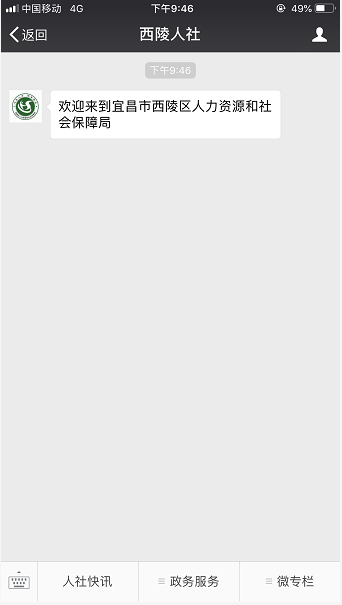 中国移动 4G 下午9:46 49%
返回 西陵人社
下午9:46
欢迎来到宜昌市西陵区人力资源和社
会保障局
人社快讯 政务服务 微专栏